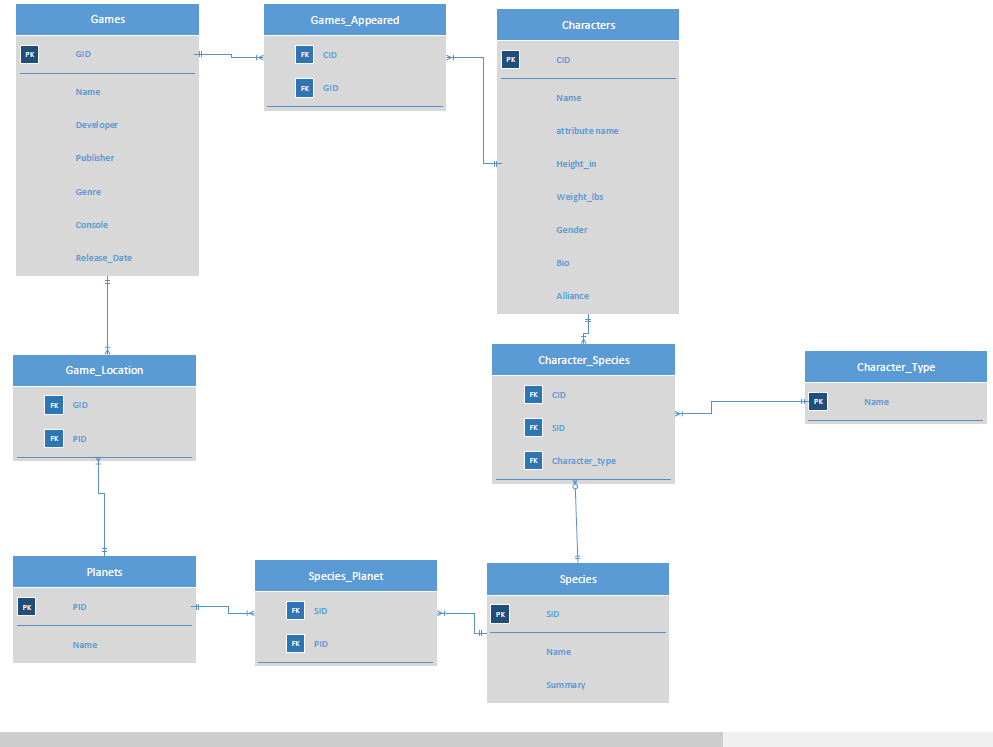 Games
PK GID
Name
Developer
Publisher
Genre
Console
Release_Date
Games_Appeared
FK CID
FK GID
Characters
PK CID
Name
attribute name
Height_in
Weight_lbs
Gender
Bio
Alliance
Game_Location
FK GID
FK PID
Character_Species
FK CID
FK SID
FK Character_type
Character_Type
PK Name
Planets
PK PID
Name
Species_Planet
FK SID
FK PID
Species
PK SID
Name
Summary